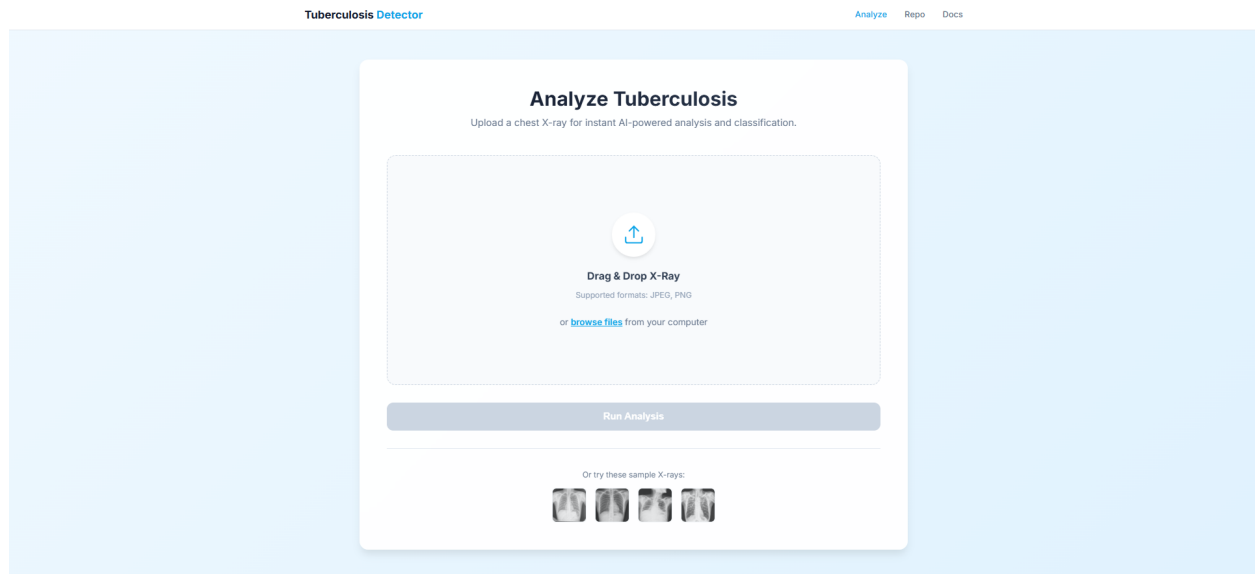 Tuberculosis Detector
Analyze Repo Docs
Analyze Tuberculosis
Upload a chest X-ray for instant AI-powered analysis and classification.
Drag & Drop X-Ray
Supported formats: JPEG, PNG
or browse files from your computer
Run Analysis
Or try these sample X-rays: